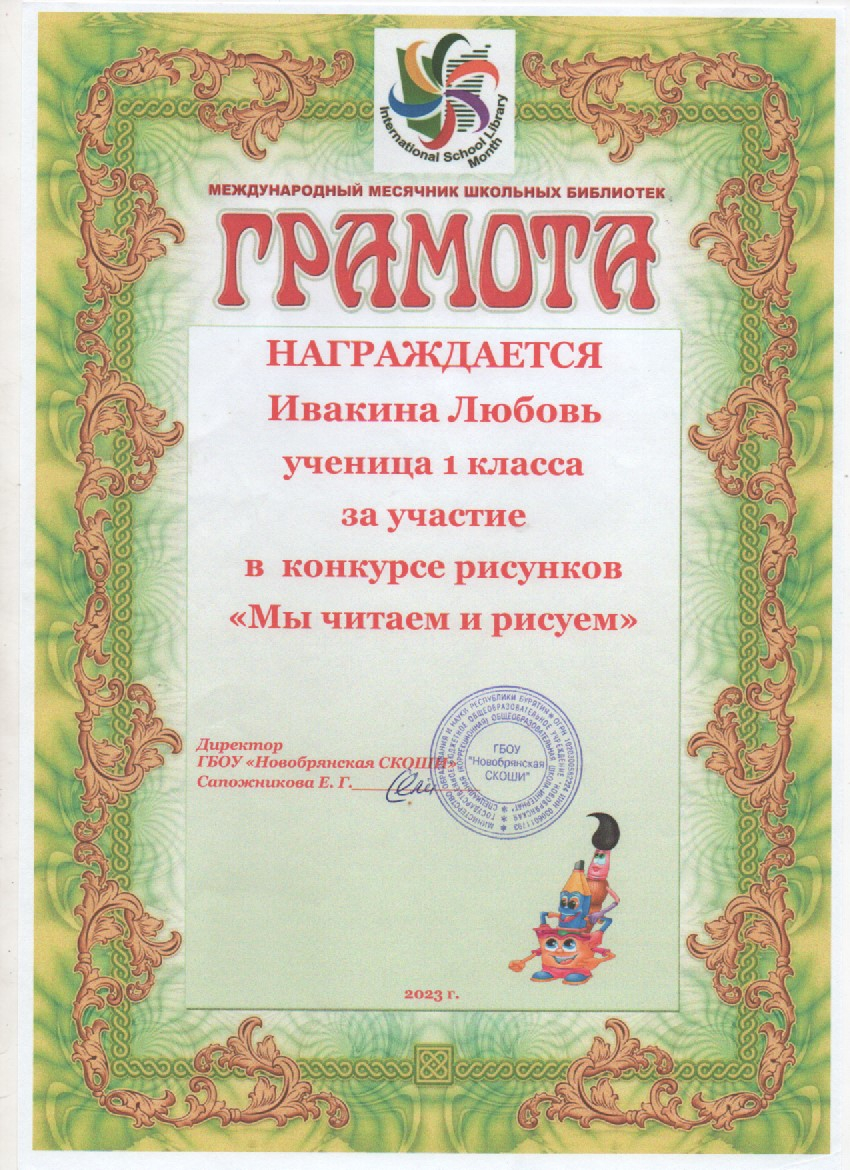 International School Library
Month
МЕЖДУНАРОДНЫЙ МЕСЯЧНИК ШКОЛЬНЫХ БИБЛИОТЕК
ГРАМОТА
НАГРАЖДАЕТСЯ
Ивакина Любовь
ученица 1 класса
за участие
в конкурсе рисунков
«Мы читаем и рисуем»
Директор
ГБОУ «Новобрянская СКОШИ»
Сапожникова Е. Г.
ГБОУ
"Новобрянская
СКОШИ"
2023 г.